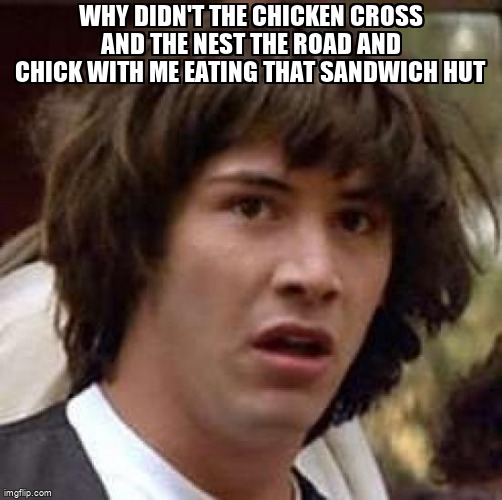 WHY DIDN'T THE CHICKEN CROSS
AND THE NEST THE ROAD AND
CHICK WITH ME EATING THAT SANDWICH HUT
imgflip.com